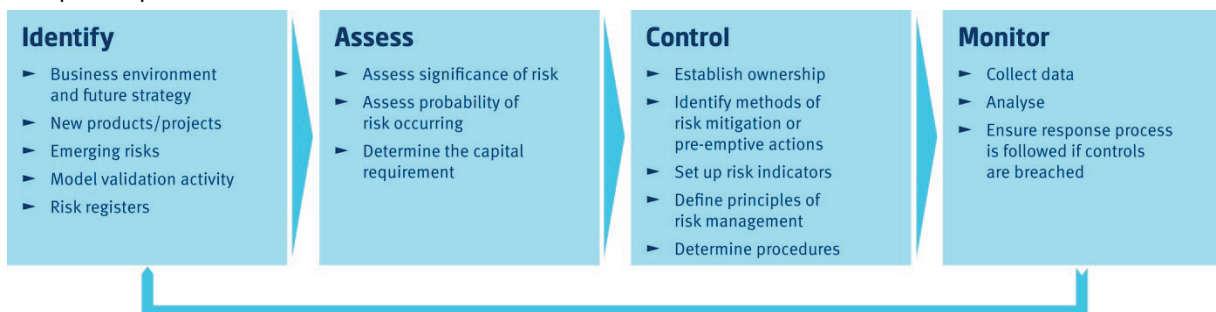 Identify
► Business environment
and future strategy
► New products/projects
► Emerging risks
► Model validation activity
► Risk registers
Assess
► Assess significance of risk
► Assess probability of
risk occurring
► Determine the capital
requirement
Control
► Establish ownership
► Identify methods of
risk mitigation or
pre-emptive actions
► Set up risk indicators
► Define principles of
risk management
► Determine procedures
Monitor
► Collect data
► Analyse
► Ensure response process
is followed if controls
are breached